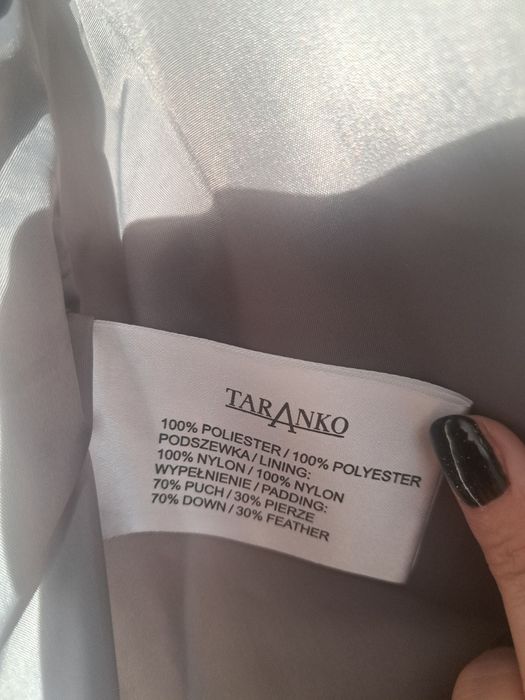 TARANKO
100% POLIESTER / 100% POLYESTER
PODSZEWKA / LINING:
100% NYLON / 100% NYLON
WYPEŁNIENIE / PADDING:
70% PUCH / 30% PIERZE
70% DOWN / 30% FEATHER